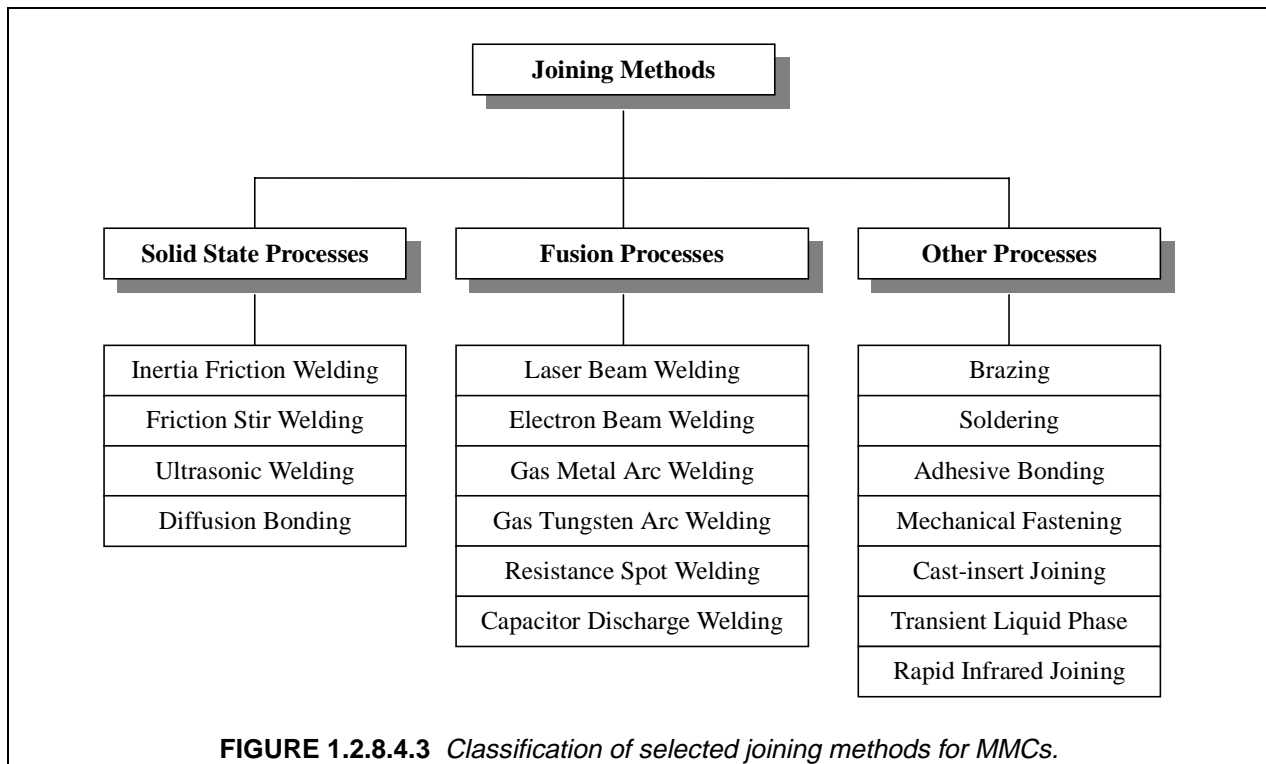 Joining Methods
Solid State Processes
Inertia Friction Welding
Friction Stir Welding
Ultrasonic Welding
Diffusion Bonding
Fusion Processes
Laser Beam Welding
Electron Beam Welding
Gas Metal Arc Welding
Gas Tungsten Arc Welding
Resistance Spot Welding
Capacitor Discharge Welding
Other Processes
Brazing
Soldering
Adhesive Bonding
Mechanical Fastening
Cast-insert Joining
Transient Liquid Phase
Rapid Infrared Joining
FIGURE 1.2.8.4.3 Classification of selected joining methods for MMCs.